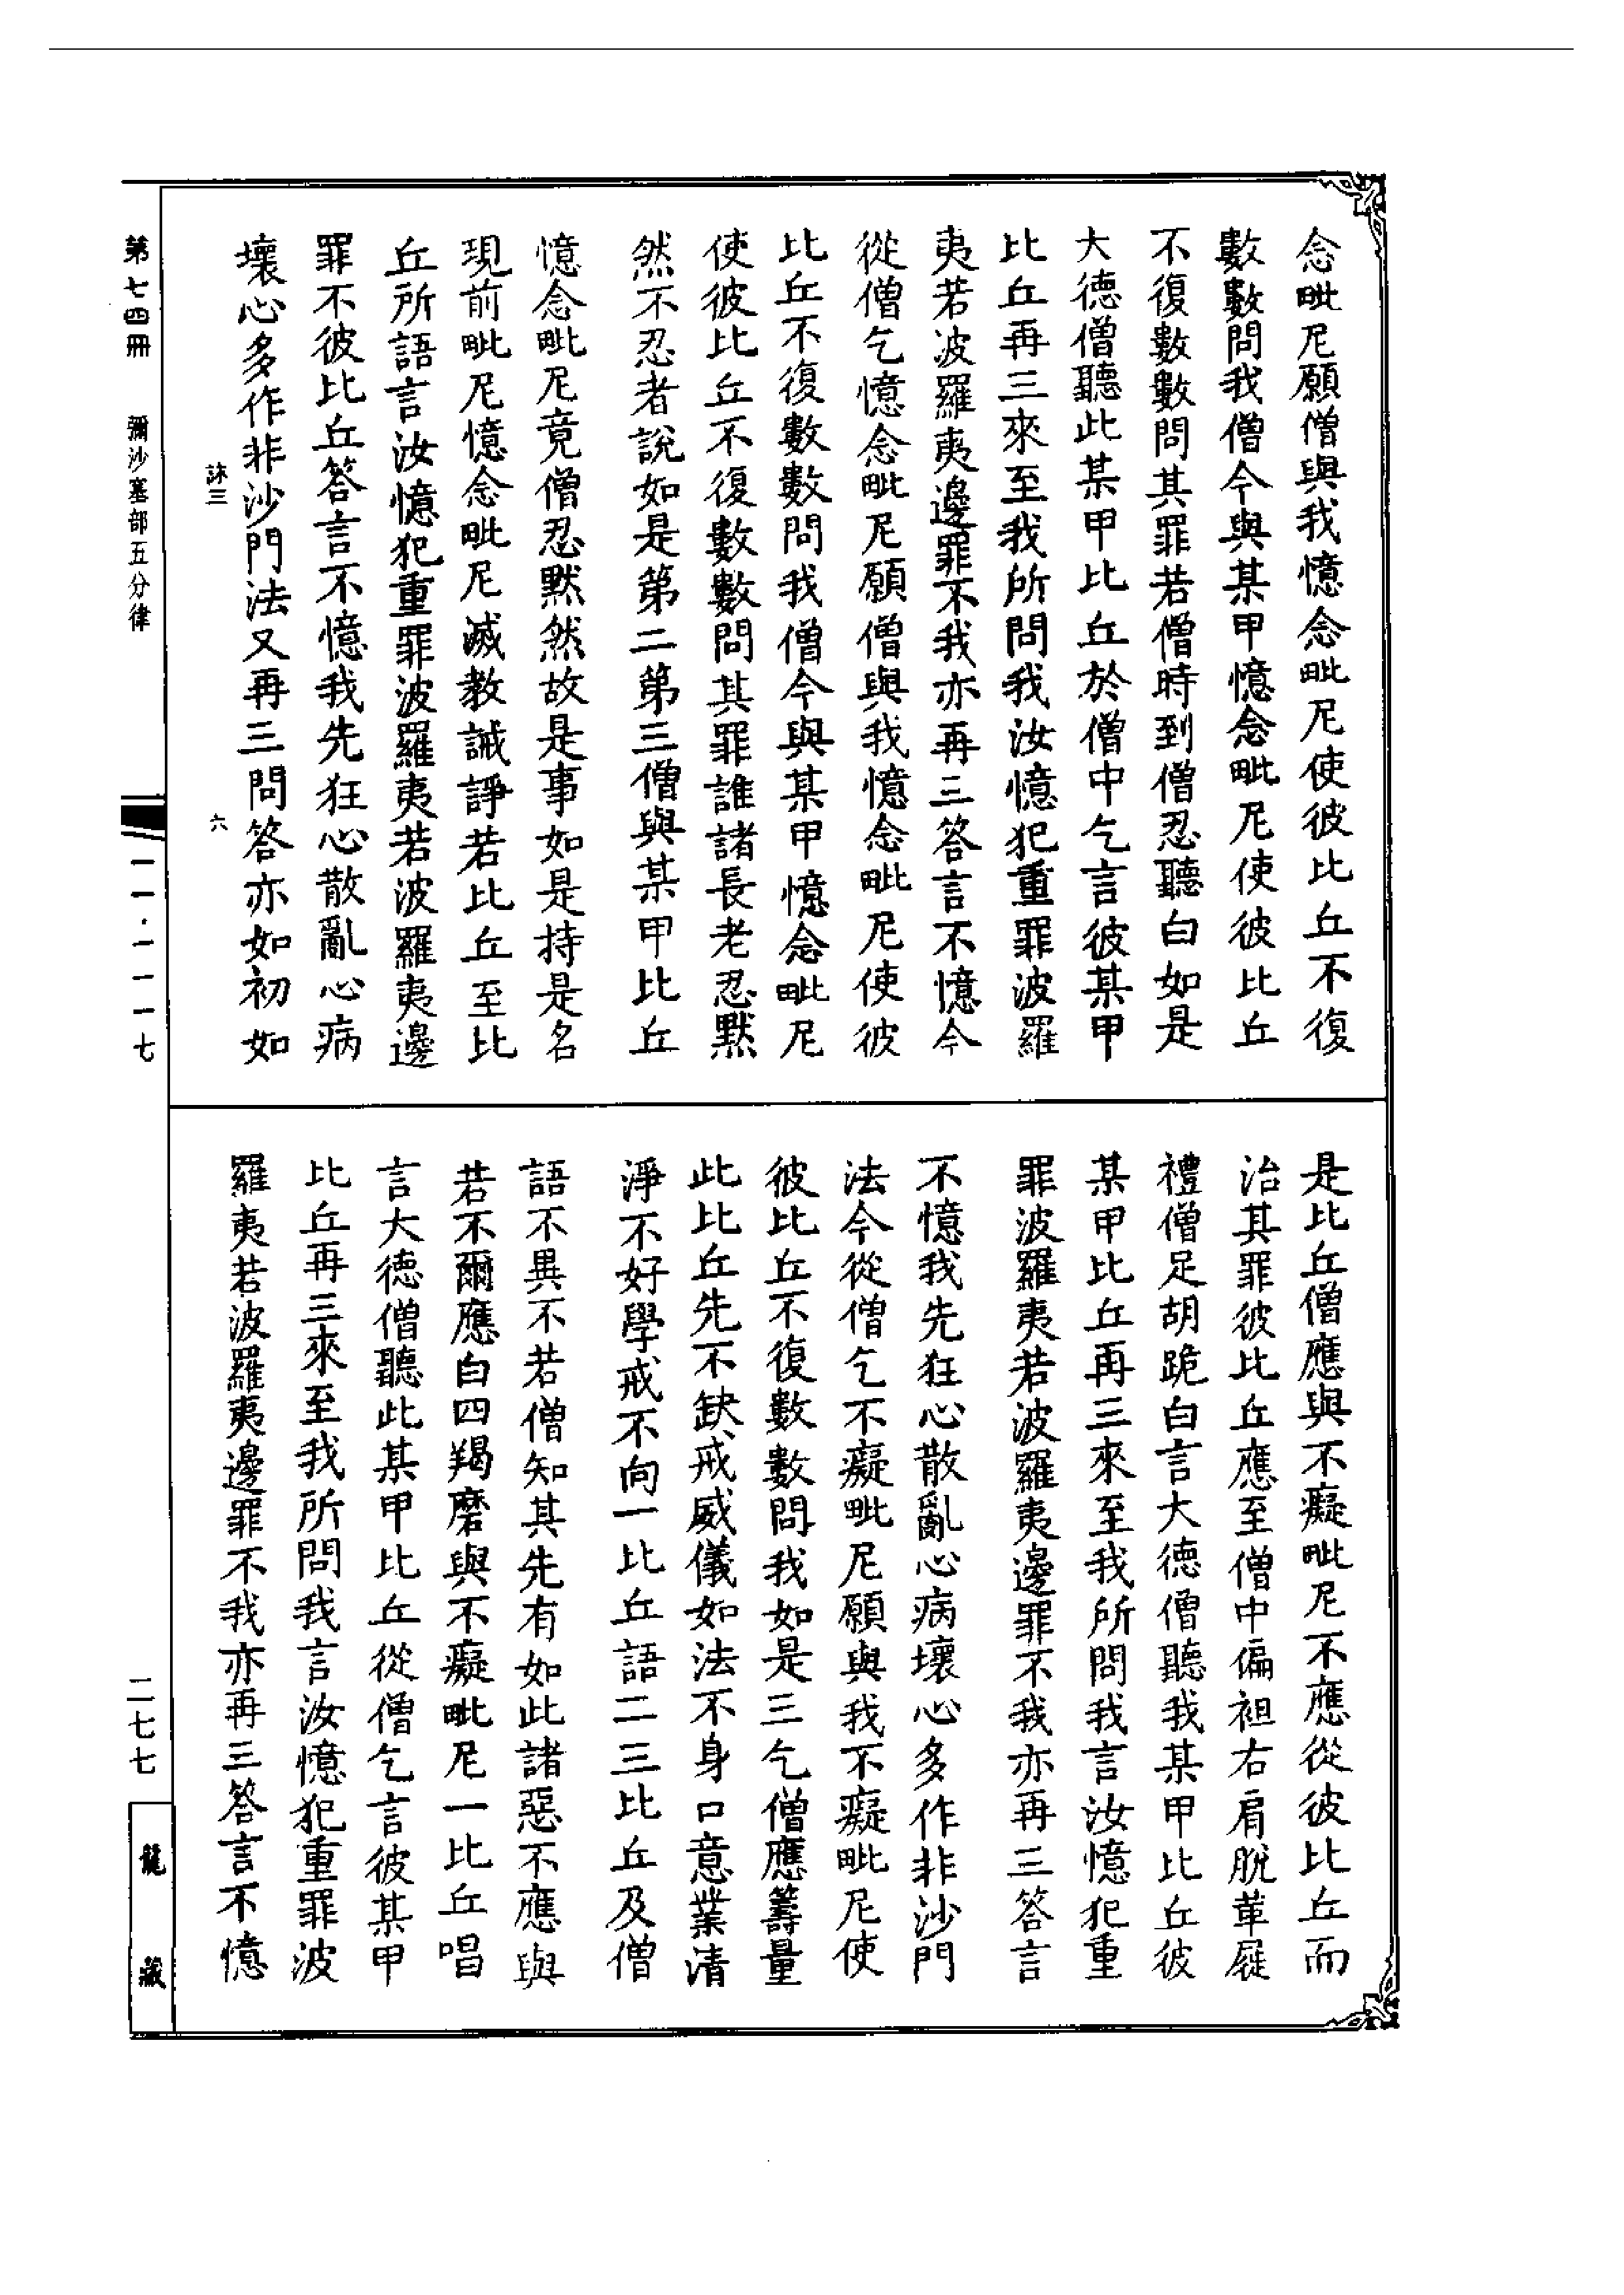 念毗尼願僧與我憶念毗尼使彼比丘不復
數數問我僧今與某甲憶念毗尼使彼比丘
不復數數問其罪若僧時到僧忍聽白如是
大德僧聽此某甲比丘於僧中乞言彼某甲
比丘再三來至我所問我汝憶犯重罪波羅
夷若波羅夷邊罪不我亦再三答言不憶今
從僧乞憶念毗尼願僧與我憶念毗尼使彼
比丘不復數數問我僧今與某甲憶念毗尼
使彼比丘不復數數問其罪誰諸長老忍默
然不忍者說如是第二第三僧與某甲比丘
憶念毗尼竟僧忍默然故是事如是持是名
現前毗尼憶念毗尼滅教誡諍若比丘至比
丘所語言汝憶犯重罪波羅夷若波羅夷邊
罪不彼比丘答言不憶我先狂心散亂心病
壞心多作非沙門法又再三問答亦如初如
訸三
六
是比丘僧應與不癡毗尼不應從彼比丘而
治其罪彼比丘應至僧中偏袒右肩脫革屣
禮僧足胡跪白言大德僧聽我某甲比丘彼
某甲比丘再三來至我所問我言汝憶犯重
罪波羅夷若波羅夷邊罪不我亦再三答言
不憶我先狂心散亂心病壞心多作非沙門
法今從僧乞不癡毗尼願與我不癡毗尼使
彼比丘不復數數問我如是三乞僧應籌量
此比丘先不缺戒威儀如法不身口意業清
淨不好學戒不向一比丘語二三比丘及僧
語不異不若僧知其先有如此諸惡不應與
若不爾應白四羯磨與不癡毗尼一比丘唱
言大德僧聽此某甲比丘從僧乞言彼某甲
比丘再三來至我所問我言汝憶犯重罪波
羅夷若波羅夷邊罪不我亦再三答言不憶
第七四冊 彌沙塞部五分律
一一·一一一七
二七七
龍藏